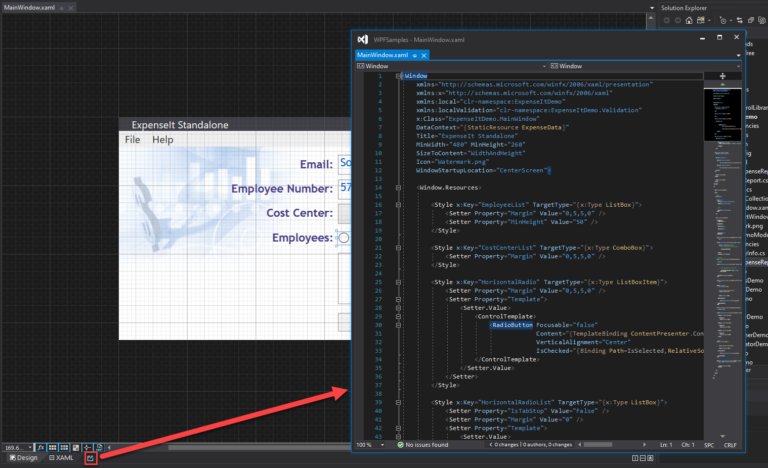 MainWindow.xaml
Solution Explorer
WPFSamples - MainWindow.xaml
MainWindow.xaml
Window
Window
1 <Window
2 xmlns="http://schemas.microsoft.com/winfx/2006/xaml/presentation"
3 xmlns:x="http://schemas.microsoft.com/winfx/2006/xaml"
4 xmlns:local="clr-namespace:ExpenseItDemo"
5 xmlns:localValidation="clr-namespace:ExpenseItDemo.Validation"
6 x:Class="ExpenseItDemo.MainWindow"
7 DataContext="{StaticResource ExpenseData}"
8 Title="ExpenseIt Standalone"
9 MinWidth="480" MinHeight="260"
10 SizeToContent="WidthAndHeight"
11 Icon="Watermark.png"
12 WindowStartupLocation="CenterScreen">
13
14 <Window.Resources>
15
16 <Style x:Key="EmployeeList" TargetType="{x:Type ListBox}">
17 <Setter Property="Margin" Value="0,5,5,0" />
18 <Setter Property="MinHeight" Value="50" />
19 </Style>
20
21 <Style x:Key="CostCenterList" TargetType="{x:Type ComboBox}">
22 <Setter Property="Margin" Value="0,5,5,0" />
23 </Style>
24
25 <Style x:Key="HorizontalRadio" TargetType="{x:Type ListBoxItem}">
26 <Setter Property="Margin" Value="0,5,5,0" />
27 <Setter Property="Template">
28 <Setter.Value>
29 <ControlTemplate>
30 <RadioButton Focusable="false"
31 Content="{TemplateBinding ContentPresenter.Con
32 VerticalAlignment="Center"
33 IsChecked="{Binding Path=IsSelected,RelativeSo
34 </ControlTemplate>
35 </Setter.Value>
36 </Setter>
37 </Style>
38
39 <Style x:Key="HorizontalRadioList" TargetType="{x:Type ListBox}">
40 <Setter Property="IsTabStop" Value="False" />
41 <Setter Property="Margin" Value="0" />
42 <Setter Property="Template">
43 <Setter.Value>
100 %
No issues found
0 changes | 0 authors, 0 changes
Ln: 1
Ch: 1
SPC
CRLF
ExpenseIt Standalone
File Help
Email: So
Employee Number: 57
Cost Center:
Employees:
169.6...
fx
Design
XAML